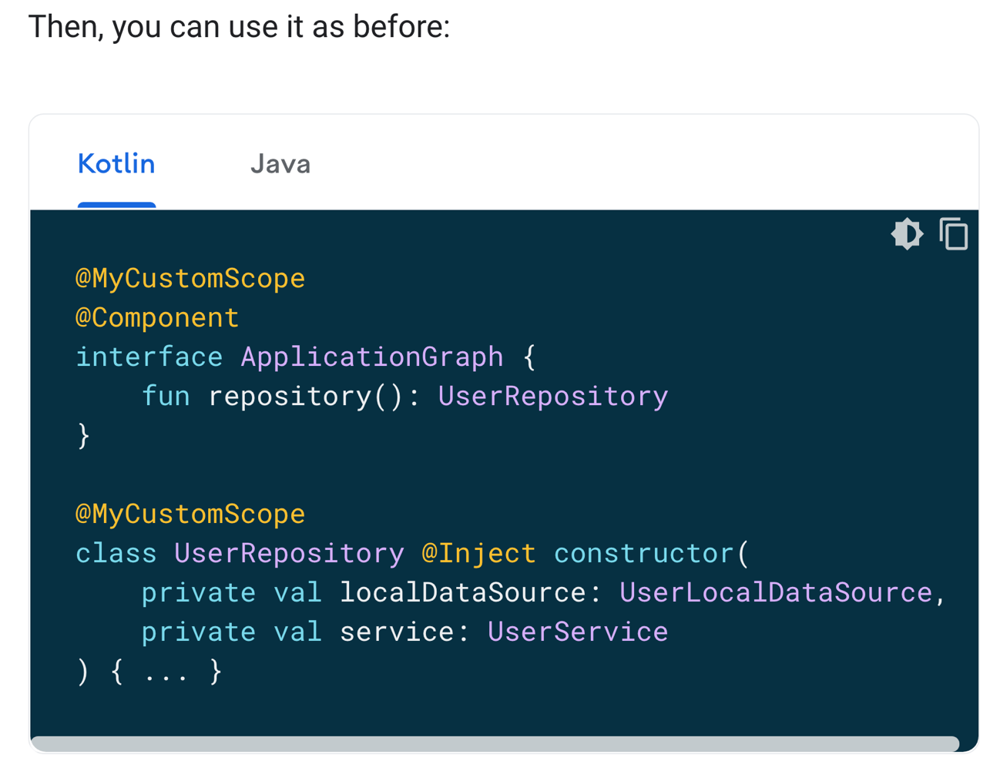 Then, you can use it as before:
Kotlin Java
@MyCustomScope
@Component
interface ApplicationGraph {
    fun repository(): UserRepository
}
@MyCustomScope
class UserRepository @Inject constructor(
    private val localDataSource: UserLocalDataSource,
    private val service: UserService
) { ... }